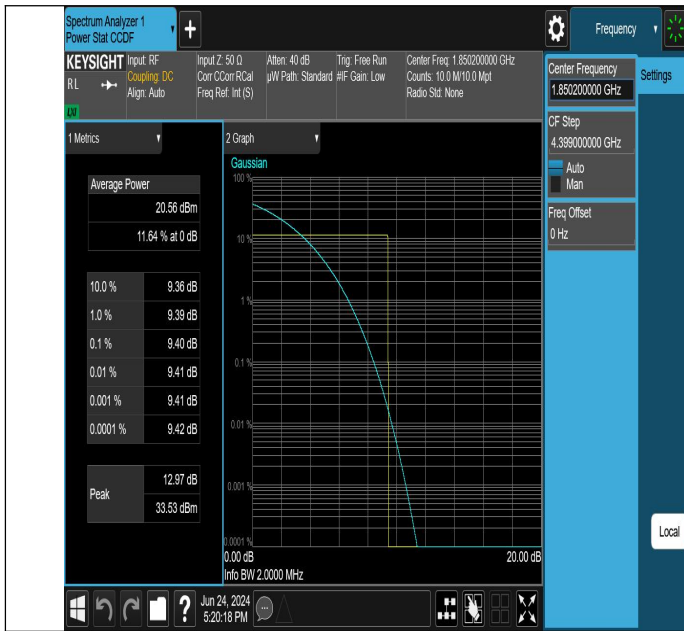 Spectrum Analyzer 1
Power Stat CCDF
+
Frequency
KEYSIGHT
RL
LXI
Input: RF
Coupling: DC
Align: Auto
Input Z: 50 Ω
Corr CCorr RCal
Freq Ref: Int (S)
Atten: 40 dB
µW Path: Standard
Trig: Free Run
#IF Gain: Low
Center Freq: 1.850200000 GHz
Counts: 10.0 M/10.0 Mpt
Radio Std: None
Center Frequency
1.850200000 GHz
Settings
CF Step
4.399000000 GHz
Auto
Man
Freq Offset
0 Hz
Local
1 Metrics
Average Power
20.56 dBm
11.64 % at 0 dB
10.0 % 9.36 dB
1.0 % 9.39 dB
0.1 % 9.40 dB
0.01 % 9.41 dB
0.001 % 9.41 dB
0.0001 % 9.42 dB
Peak
12.97 dB
33.53 dBm
2 Graph
Gaussian
100 %
10 %
1 %
0.1 %
0.01 %
0.001 %
0.0001 %
0.00 dB 20.00 dB
Info BW 2.0000 MHz
?
Jun 24, 2024
5:20:18 PM